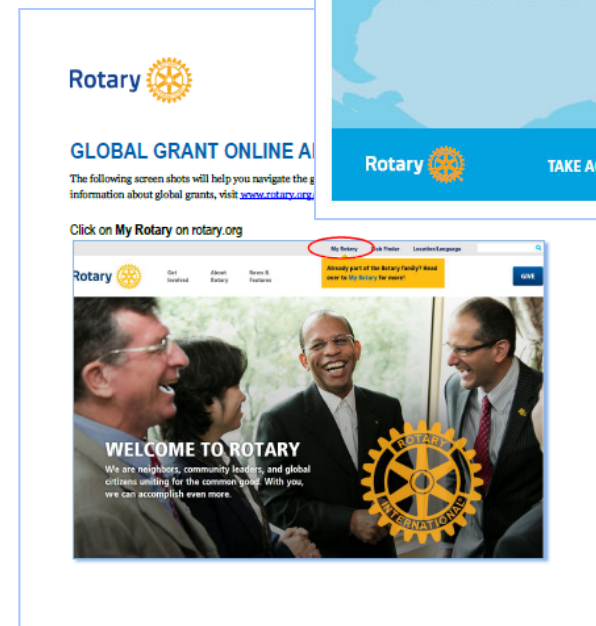 Rotary
TAKE A
Rotary
GLOBAL GRANT ONLINE A
The following screen shots will help you navigate the g
information about global grants, visit www.rotary.org
Click on My Rotary on rotary.org
My Rotary Club Finder Location/Language
Rotary
Get Involved
About Rotary
News & Features
Already part of the Rotary family? Head
over to My Rotary for more!
GIVE
WELCOME TO ROTARY
We are neighbors, community leaders, and global
citizens uniting for the common good. With you,
we can accomplish even more.
ROTARY
INTERNATIONAL